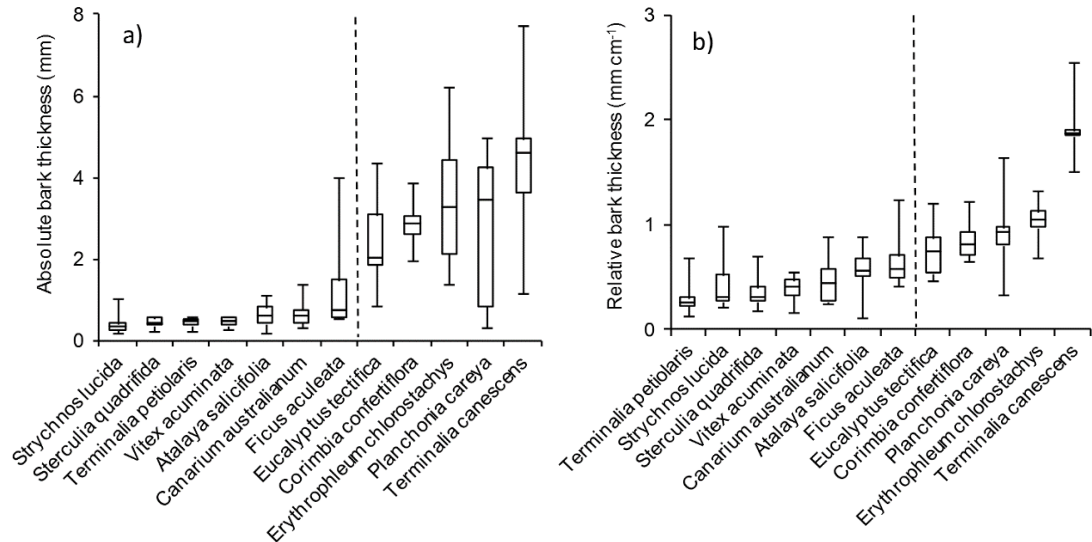 a)
Absolute bark thickness (mm)
8
6
4
2
0
Strychnos lucida
Sterculia quadrifida
Terminalia petiolaris
Vitex acuminata
Atalaya salicifolia
Canarium australianum
Ficus aculeata
Eucalyptus tectifica
Corimbia confertiflora
Erythrophleum chlorostachys
Planchonia careya
Terminalia canescens
b)
Relative bark thickness (mm cm⁻¹)
3
2
1
0
Terminalia petiolaris
Strychnos lucida
Sterculia quadrifida
Vitex acuminata
Canarium australianum
Atalaya salicifolia
Ficus aculeata
Eucalyptus tectifica
Corimbia confertiflora
Planchonia careya
Erythrophleum chlorostachys
Terminalia canescens